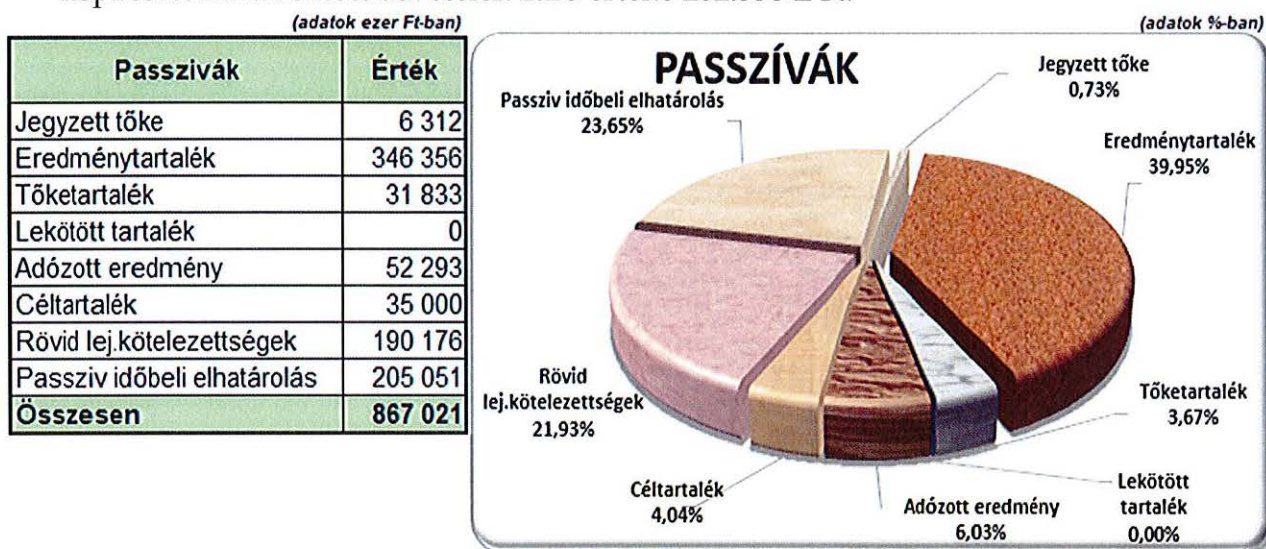 (adatok ezer Ft-ban)
Passzivák Érték
Jegyzett tőke 6 312
Eredménytartalék 346 356
Tőketartalék 31 833
Lekötött tartalék 0
Adózott eredmény 52 293
Céltartalék 35 000
Rövid lej.kötelezettségek 190 176
Passziv időbeli elhatárolás 205 051
Összesen 867 021
(adatok %-ban)
PASSZÍVÁK
Jegyzett tőke
0,73%
Passziv időbeli elhatárolás
23,65%
Eredménytartalék
39,95%
Rövid
lej.kötelezettségek
21,93%
Tőketartalék
3,67%
Céltartalék
4,04%
Adózott eredmény
6,03%
Lekötött
tartalék
0,00%